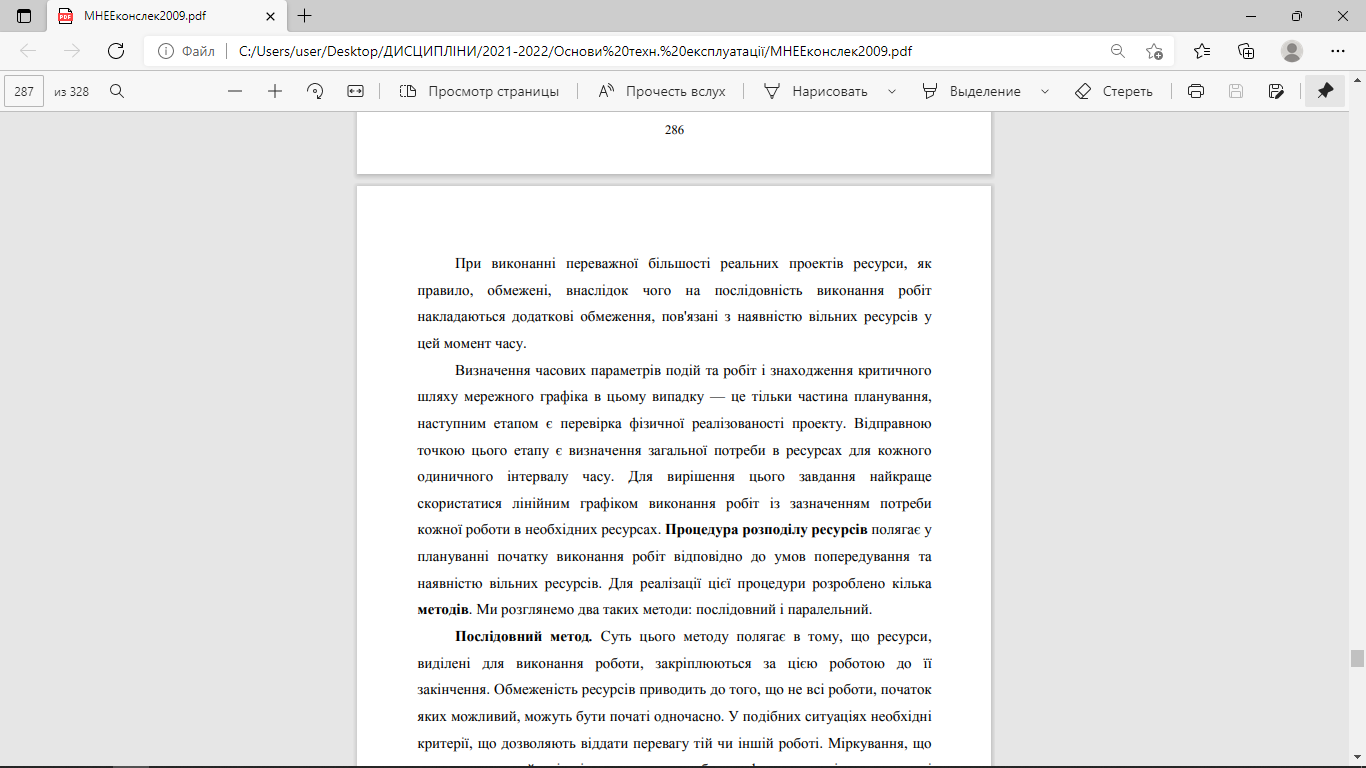 МНЕЕконслек2009.pdf
Файл C:/Users/user/Desktop/ДИСЦИПЛІНИ/2021-2022/Основи%20техн.%20експлуатації/МНЕЕконслек2009.pdf
287 из 328 Просмотр страницы Прочесть вслух Нарисовать Выделение Стереть
286
При виконанні переважної більшості реальних проектів ресурси, як
правило, обмежені, внаслідок чого на послідовність виконання робіт
накладаються додаткові обмеження, пов'язані з наявністю вільних ресурсів у
цей момент часу.
Визначення часових параметрів подій та робіт і знаходження критичного
шляху мережного графіка в цьому випадку — це тільки частина планування,
наступним етапом є перевірка фізичної реалізованості проекту. Відправною
точкою цього етапу є визначення загальної потреби в ресурсах для кожного
одиничного інтервалу часу. Для вирішення цього завдання найкраще
скористатися лінійним графіком виконання робіт із зазначенням потреби
кожної роботи в необхідних ресурсах. Процедура розподілу ресурсів полягає у
плануванні початку виконання робіт відповідно до умов попередування та
наявністю вільних ресурсів. Для реалізації цієї процедури розроблено кілька
методів. Ми розглянемо два таких методи: послідовний і паралельний.
Послідовний метод. Суть цього методу полягає в тому, що ресурси,
виділені для виконання роботи, закріплюються за цією роботою до її
закінчення. Обмеженість ресурсів приводить до того, що не всі роботи, початок
яких можливий, можуть бути початі одночасно. У подібних ситуаціях необхідні
критерії, що дозволяють віддати перевагу тій чи іншій роботі. Міркування, що